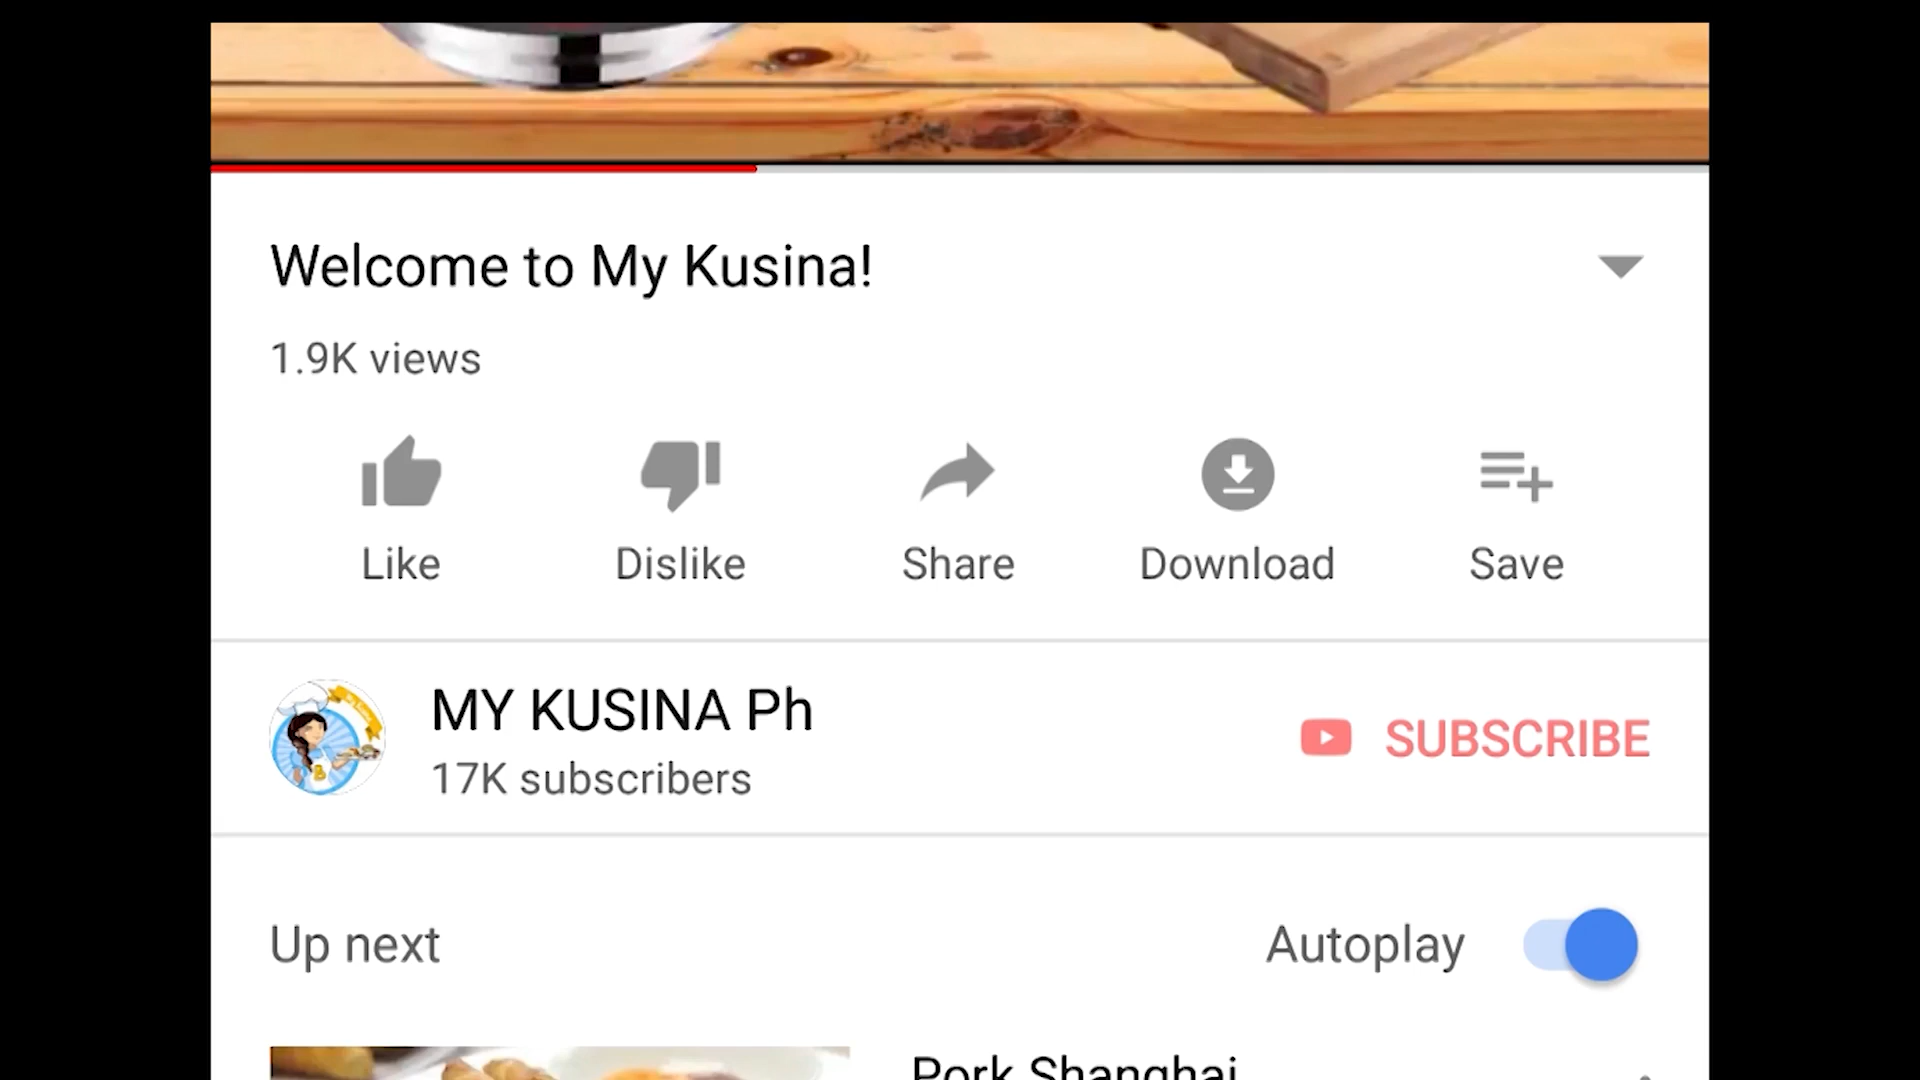 Welcome to My Kusina!
1.9K views
Like Dislike Share Download Save
MY KUSINA Ph
17K subscribers
SUBSCRIBE
Up next
Autoplay
Pork Shanghai